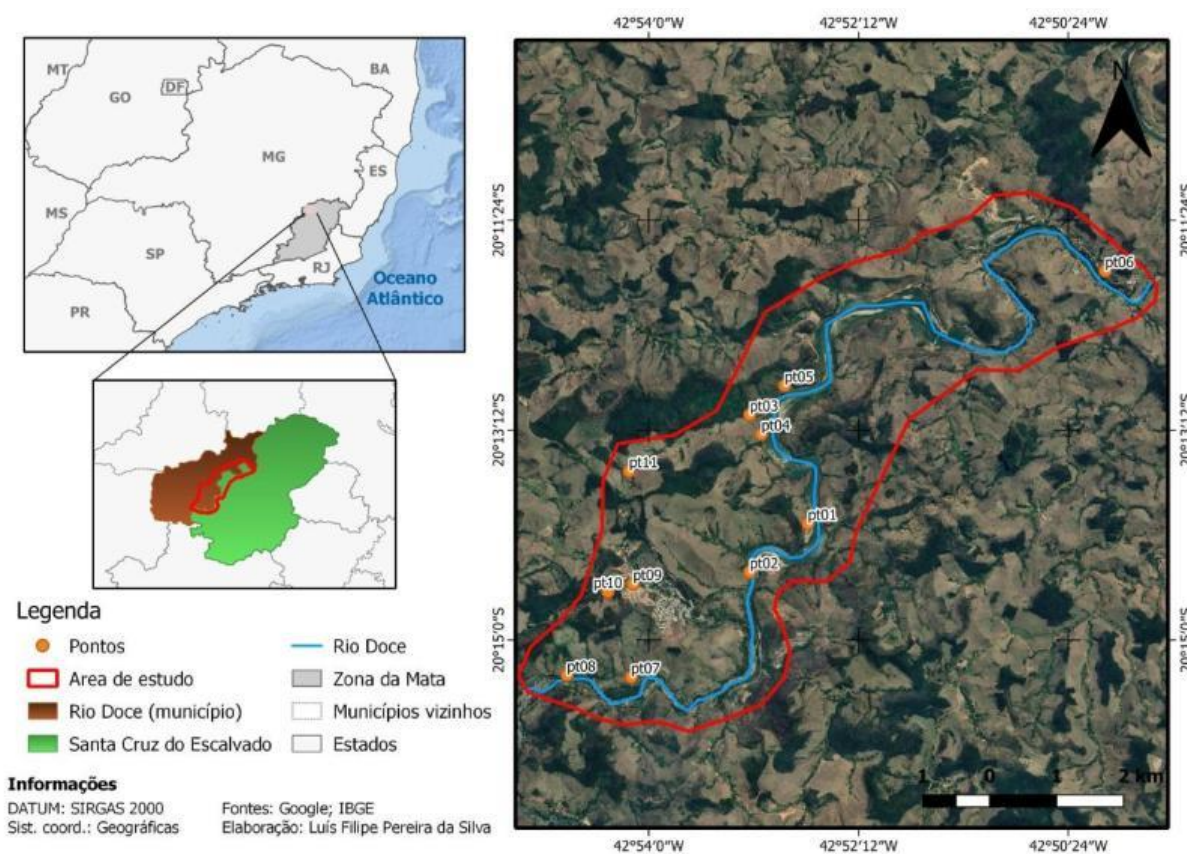 MT
BA
GO
DF
MG
ES
MS
SP
RJ
PR
Oceano
Atlântico
Legenda
Pontos
Rio Doce
Area de estudo
Zona da Mata
Rio Doce (município)
Municípios vizinhos
Santa Cruz do Escalvado
Estados
Informações
DATUM: SIRGAS 2000
Fontes: Google; IBGE
Sist. coord.: Geográficas
Elaboração: Luís Filipe Pereira da Silva
42°54'0"W
42°52'12"W
42°50'24"W
N
20°11'24"S
20°11'24"S
pt06
pt05
pt03
20°13'12"S
20°13'12"S
pt04
pt11
pt01
pt02
pt09
pt10
20°15'0"S
20°15'0"S
pt08
pt07
1 0 1 2 km
42°54'0"W
42°52'12"W
42°50'24"W